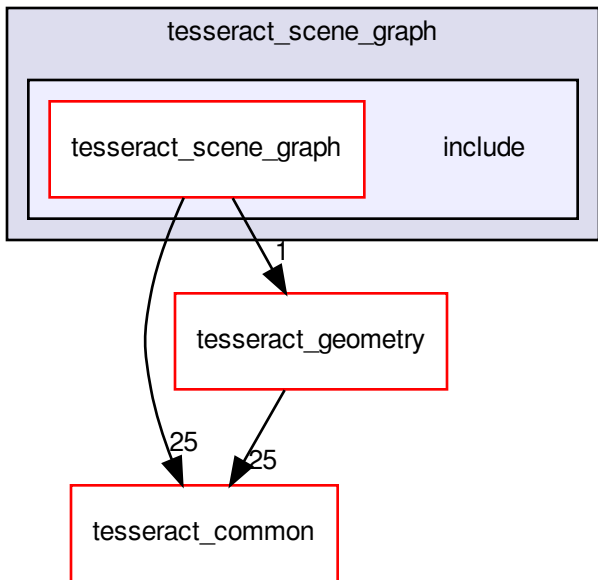 tesseract_scene_graph
tesseract_scene_graph
include
1
tesseract_geometry
25
25
tesseract_common